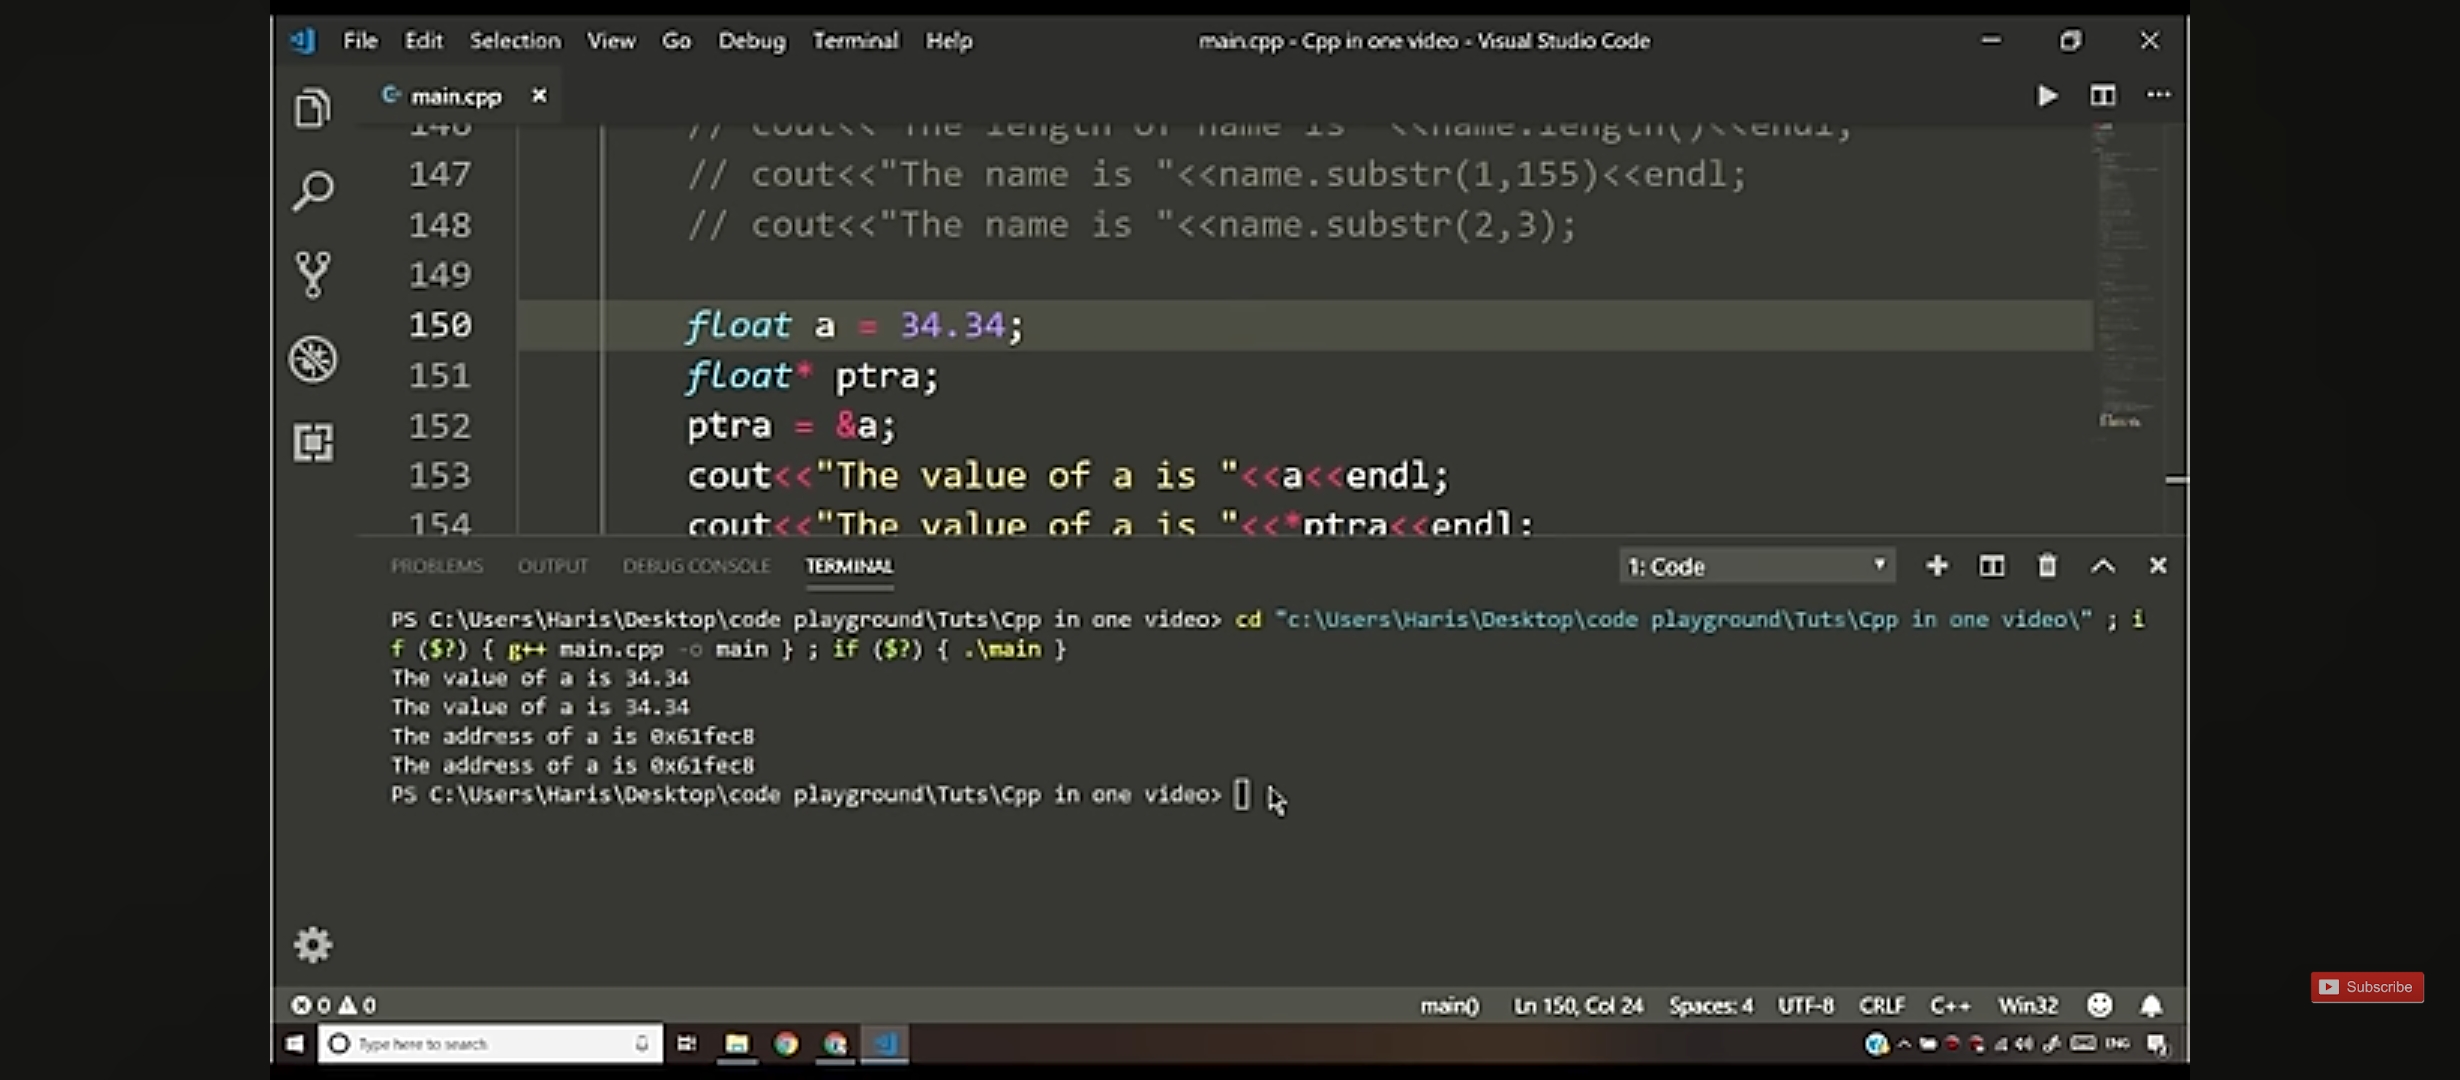 File Edit Selection View Go Debug Terminal Help main.cpp - Cpp in one video - Visual Studio Code
main.cpp
146 // cout<<"The length of name is "<<name.length()<<endl;
147 // cout<<"The name is "<<name.substr(1,155)<<endl;
148 // cout<<"The name is "<<name.substr(2,3);
149
150 float a = 34.34;
151 float* ptra;
152 ptra = &a;
153 cout<<"The value of a is "<<a<<endl;
154 cout<<"The value of a is "<<*ptra<<endl;
PROBLEMS OUTPUT DEBUG CONSOLE TERMINAL 1: Code
PS C:\Users\Haris\Desktop\code playground\Tuts\Cpp in one video> cd "c:\Users\Haris\Desktop\code playground\Tuts\Cpp in one video\" ; i
f ($?) { g++ main.cpp -o main } ; if ($?) { .\main }
The value of a is 34.34
The value of a is 34.34
The address of a is 0x61fec8
The address of a is 0x61fec8
PS C:\Users\Haris\Desktop\code playground\Tuts\Cpp in one video>
Subscribe
0 0 main() Ln 150, Col 24 Spaces: 4 UTF-8 CRLF C++ Win32
Type here to search ENG